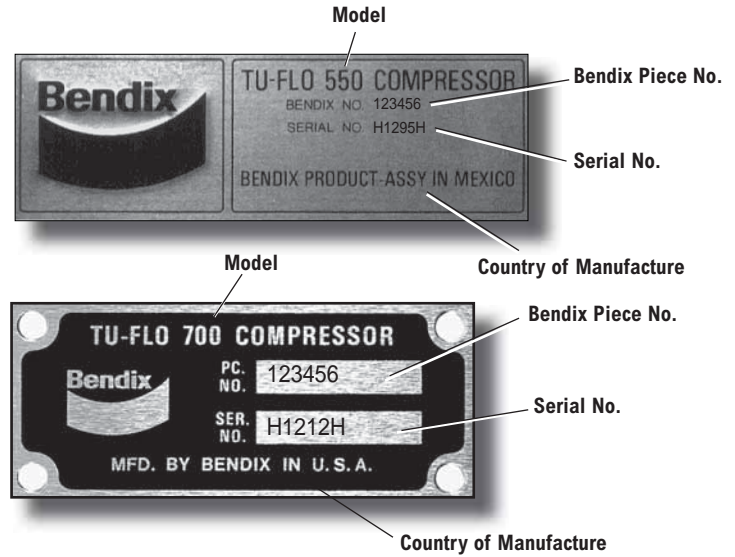 Model
Bendix
TU-FLO 550 COMPRESSOR
BENDIX NO. 123456
SERIAL NO. H1295H
BENDIX PRODUCT-ASSY IN MEXICO
Bendix Piece No.
Serial No.
Country of Manufacture
Model
TU-FLO 700 COMPRESSOR
Bendix
PC.
NO.
123456
SER.
NO.
H1212H
MFD. BY BENDIX IN U.S.A.
Bendix Piece No.
Serial No.
Country of Manufacture